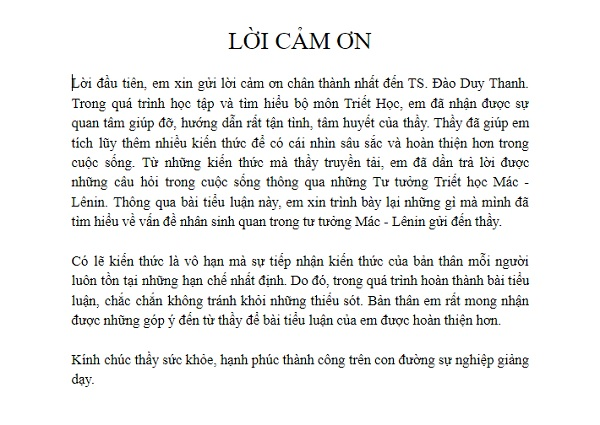 LỜI CẢM ƠN
Lời đầu tiên, em xin gửi lời cảm ơn chân thành nhất đến TS. Đào Duy Thanh.
Trong quá trình học tập và tìm hiểu bộ môn Triết Học, em đã nhận được sự
quan tâm giúp đỡ, hướng dẫn rất tận tình, tâm huyết của thầy. Thầy đã giúp em
tích lũy thêm nhiều kiến thức để có cái nhìn sâu sắc và hoàn thiện hơn trong
cuộc sống. Từ những kiến thức mà thầy truyền tải, em đã dần trả lời được
những câu hỏi trong cuộc sống thông qua những Tư tưởng Triết học Mác -
Lênin. Thông qua bài tiểu luận này, em xin trình bày lại những gì mà mình đã
tìm hiểu về vấn đề nhân sinh quan trong tư tưởng Mác - Lênin gửi đến thầy.
Có lẽ kiến thức là vô hạn mà sự tiếp nhận kiến thức của bản thân mỗi người
luôn tồn tại những hạn chế nhất định. Do đó, trong quá trình hoàn thành bài tiểu
luận, chắc chắn không tránh khỏi những thiếu sót. Bản thân em rất mong nhận
được những góp ý đến từ thầy để bài tiểu luận của em được hoàn thiện hơn.
Kính chúc thầy sức khỏe, hạnh phúc thành công trên con đường sự nghiệp giảng
dạy.